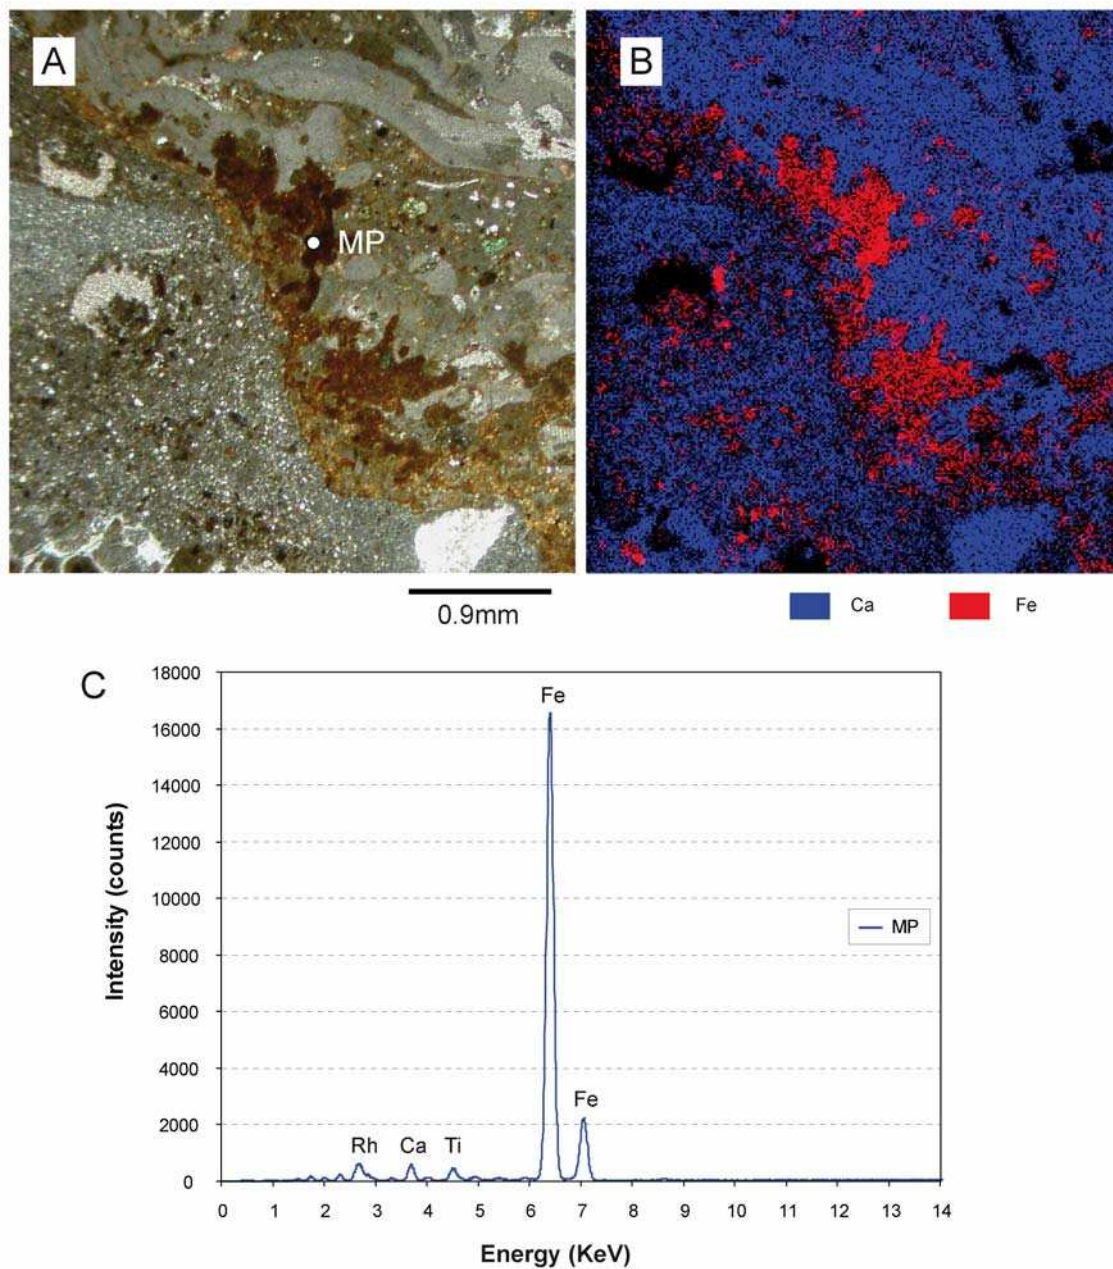 A
B
MP
0.9mm
Ca Fe
C
18000
16000
14000
12000
10000
8000
6000
4000
2000
0
Intensity (counts)
Fe
Fe
Rh Ca Ti
MP
0 1 2 3 4 5 6 7 8 9 10 11 12 13 14
Energy (KeV)